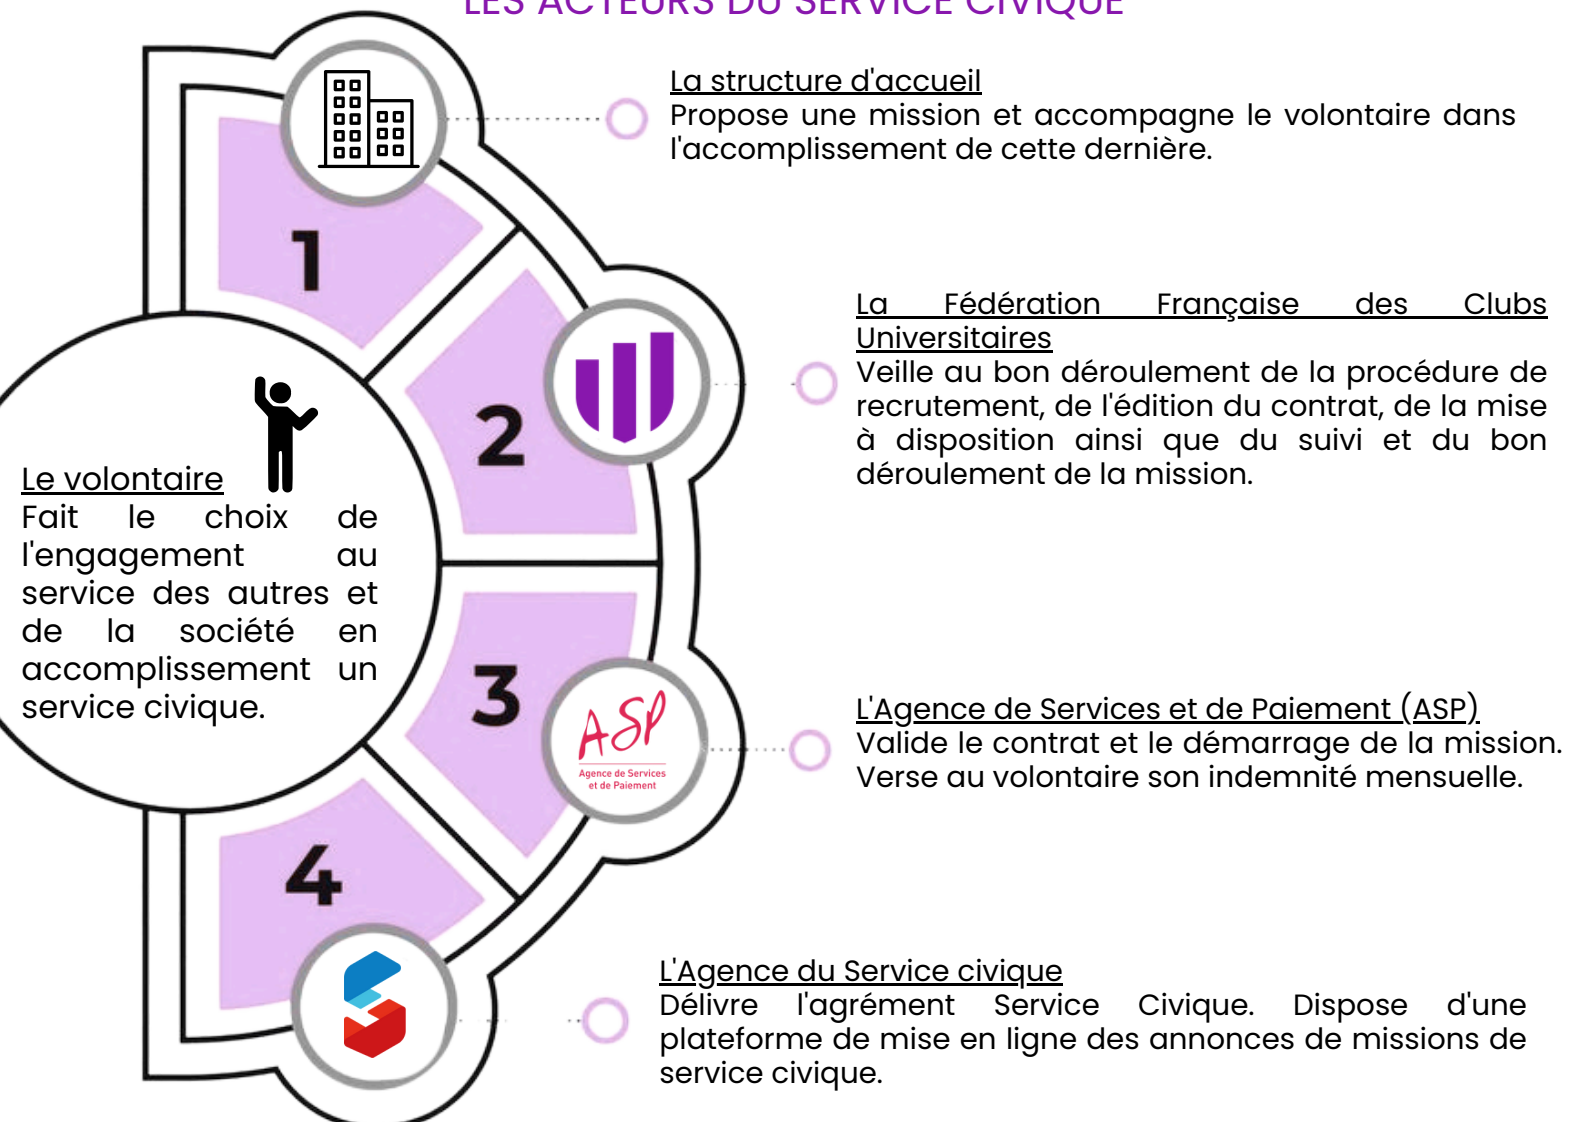 LES ACTEURS DU SERVICE CIVIQUE
La structure d'accueil
Propose une mission et accompagne le volontaire dans
l'accomplissement de cette dernière.
1
La Fédération Française des Clubs
Universitaires
Veille au bon déroulement de la procédure de
recrutement, de l'édition du contrat, de la mise
à disposition ainsi que du suivi et du bon
déroulement de la mission.
2
Le volontaire
Fait le choix de
l'engagement au
service des autres et
de la société en
accomplissement un
service civique.
3
ASP
Agence de Services
et de Paiement
L'Agence de Services et de Paiement (ASP)
Valide le contrat et le démarrage de la mission.
Verse au volontaire son indemnité mensuelle.
4
L'Agence du Service civique
Délivre l'agrément Service Civique. Dispose d'une
plateforme de mise en ligne des annonces de missions de
service civique.